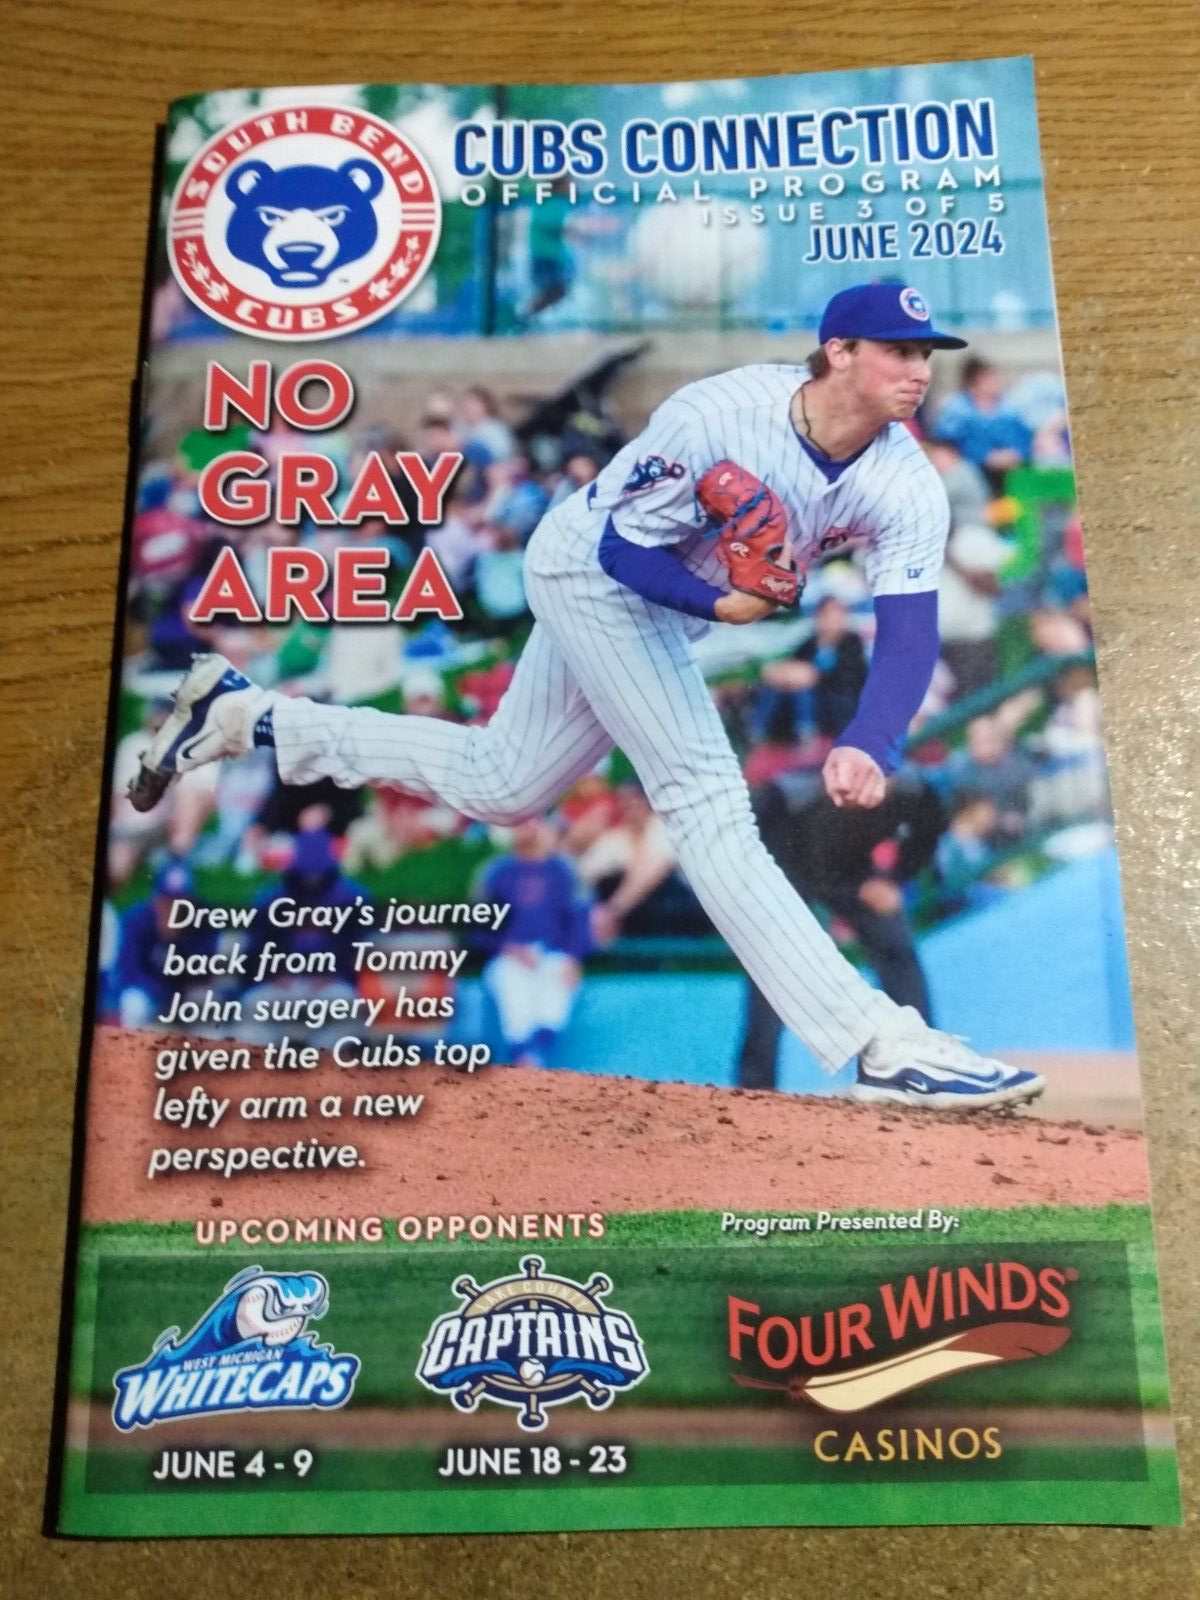 SOUTH BEND
CUBS
CUBS CONNECTION
OFFICIAL PROGRAM
ISSUE 3 OF 5
JUNE 2024
NO
GRAY
AREA
Drew Gray's journey
back from Tommy
John surgery has
given the Cubs top
lefty arm a new
perspective.
UPCOMING OPPONENTS
Program Presented By:
WEST MICHIGAN
WHITECAPS
JUNE 4 - 9
LAKE COUNTY
CAPTAINS
JUNE 18 - 23
FOUR WINDS®
CASINOS